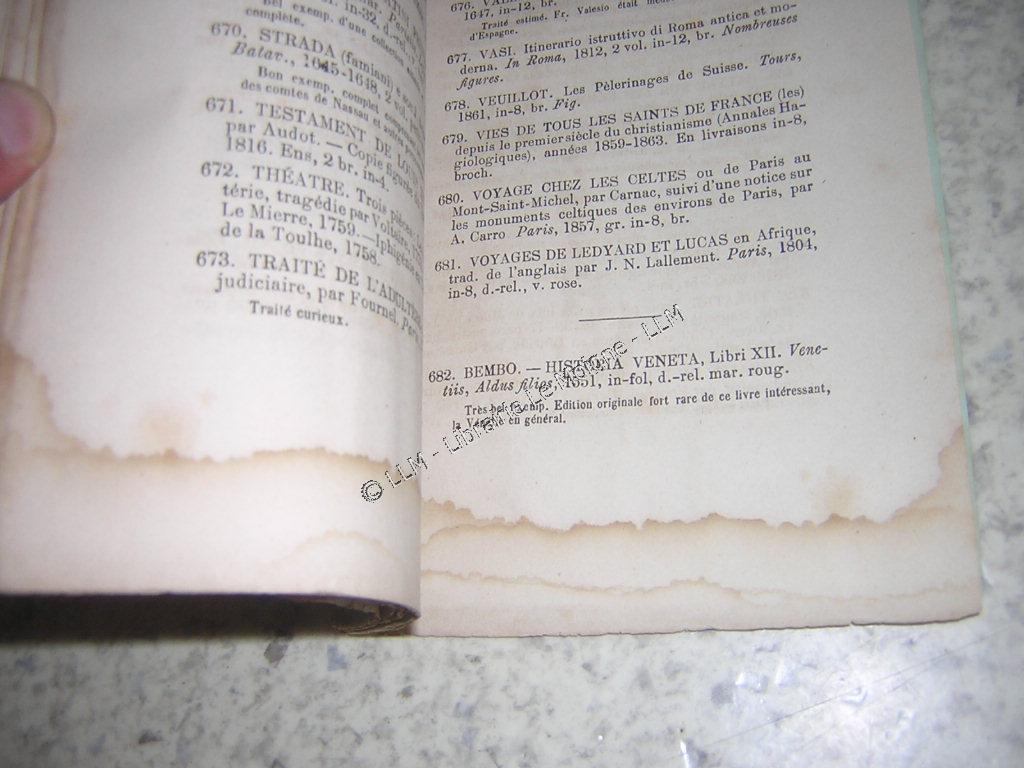 bel exemp. d'une collection
complète.
670. STRADA (famiani)
Batav., 1645-1648, 2 vol.
Bon exemp. complet,
des comtes de Nassau et autres
671. TESTAMENT DE
par Audot. — Copie figurée
1816. Ens, 2 br. in-4.
672. THÉATRE. Trois pièces.
térie, tragédie par Voltaire,
Le Mierre, 1759. — Iphigénie
de la Toulhe, 1758.
673. TRAITÉ DE L'ADULTÈRE
judiciaire, par Fournel.
Traité curieux.
676.
1647, in-12, br.
Traité estimé. Fr. Valesio était
d'Espagne.
677. VASI. Itinerario istruttivo di Roma antica et mo-
derna. In Roma, 1812, 2 vol. in-12, br. Nombreuses
figures.
678. VEUILLOT. Les Pèlerinages de Suisse. Tours,
1861, in-8, br. Fig.
679. VIES DE TOUS LES SAINTS DE FRANCE (les)
depuis le premier siècle du christianisme (Annales Ha-
giologiques), années 1859-1863. En livraisons in-8,
broch.
680. VOYAGE CHEZ LES CELTES ou de Paris au
Mont-Saint-Michel, par Carnac, suivi d'une notice sur
les monuments celtiques des environs de Paris, par
A. Carro Paris, 1857, gr. in-8, br.
681. VOYAGES DE LEDYARD ET LUCAS en Afrique,
trad. de l'anglais par J. N. Lallement. Paris, 1804,
in-8, d.-rel., v. rose.
682. BEMBO. — HISTORIA VENETA, Libri XII. Vene-
tiis, Aldus filios, 1551, in-fol, d.-rel. mar. roug.
Très bel exemp. Edition originale fort rare de ce livre intéressant,
la Vénétie en général.
© LLM - Librairie Le Moigne - LLM